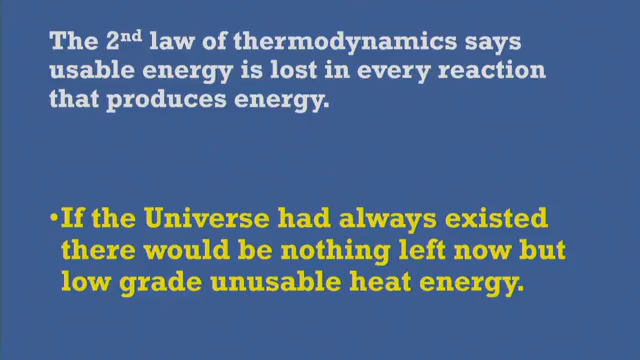 The 2nd law of thermodynamics says
usable energy is lost in every reaction
that produces energy.
•If the Universe had always existed
there would be nothing left now but
low grade unusable heat energy.